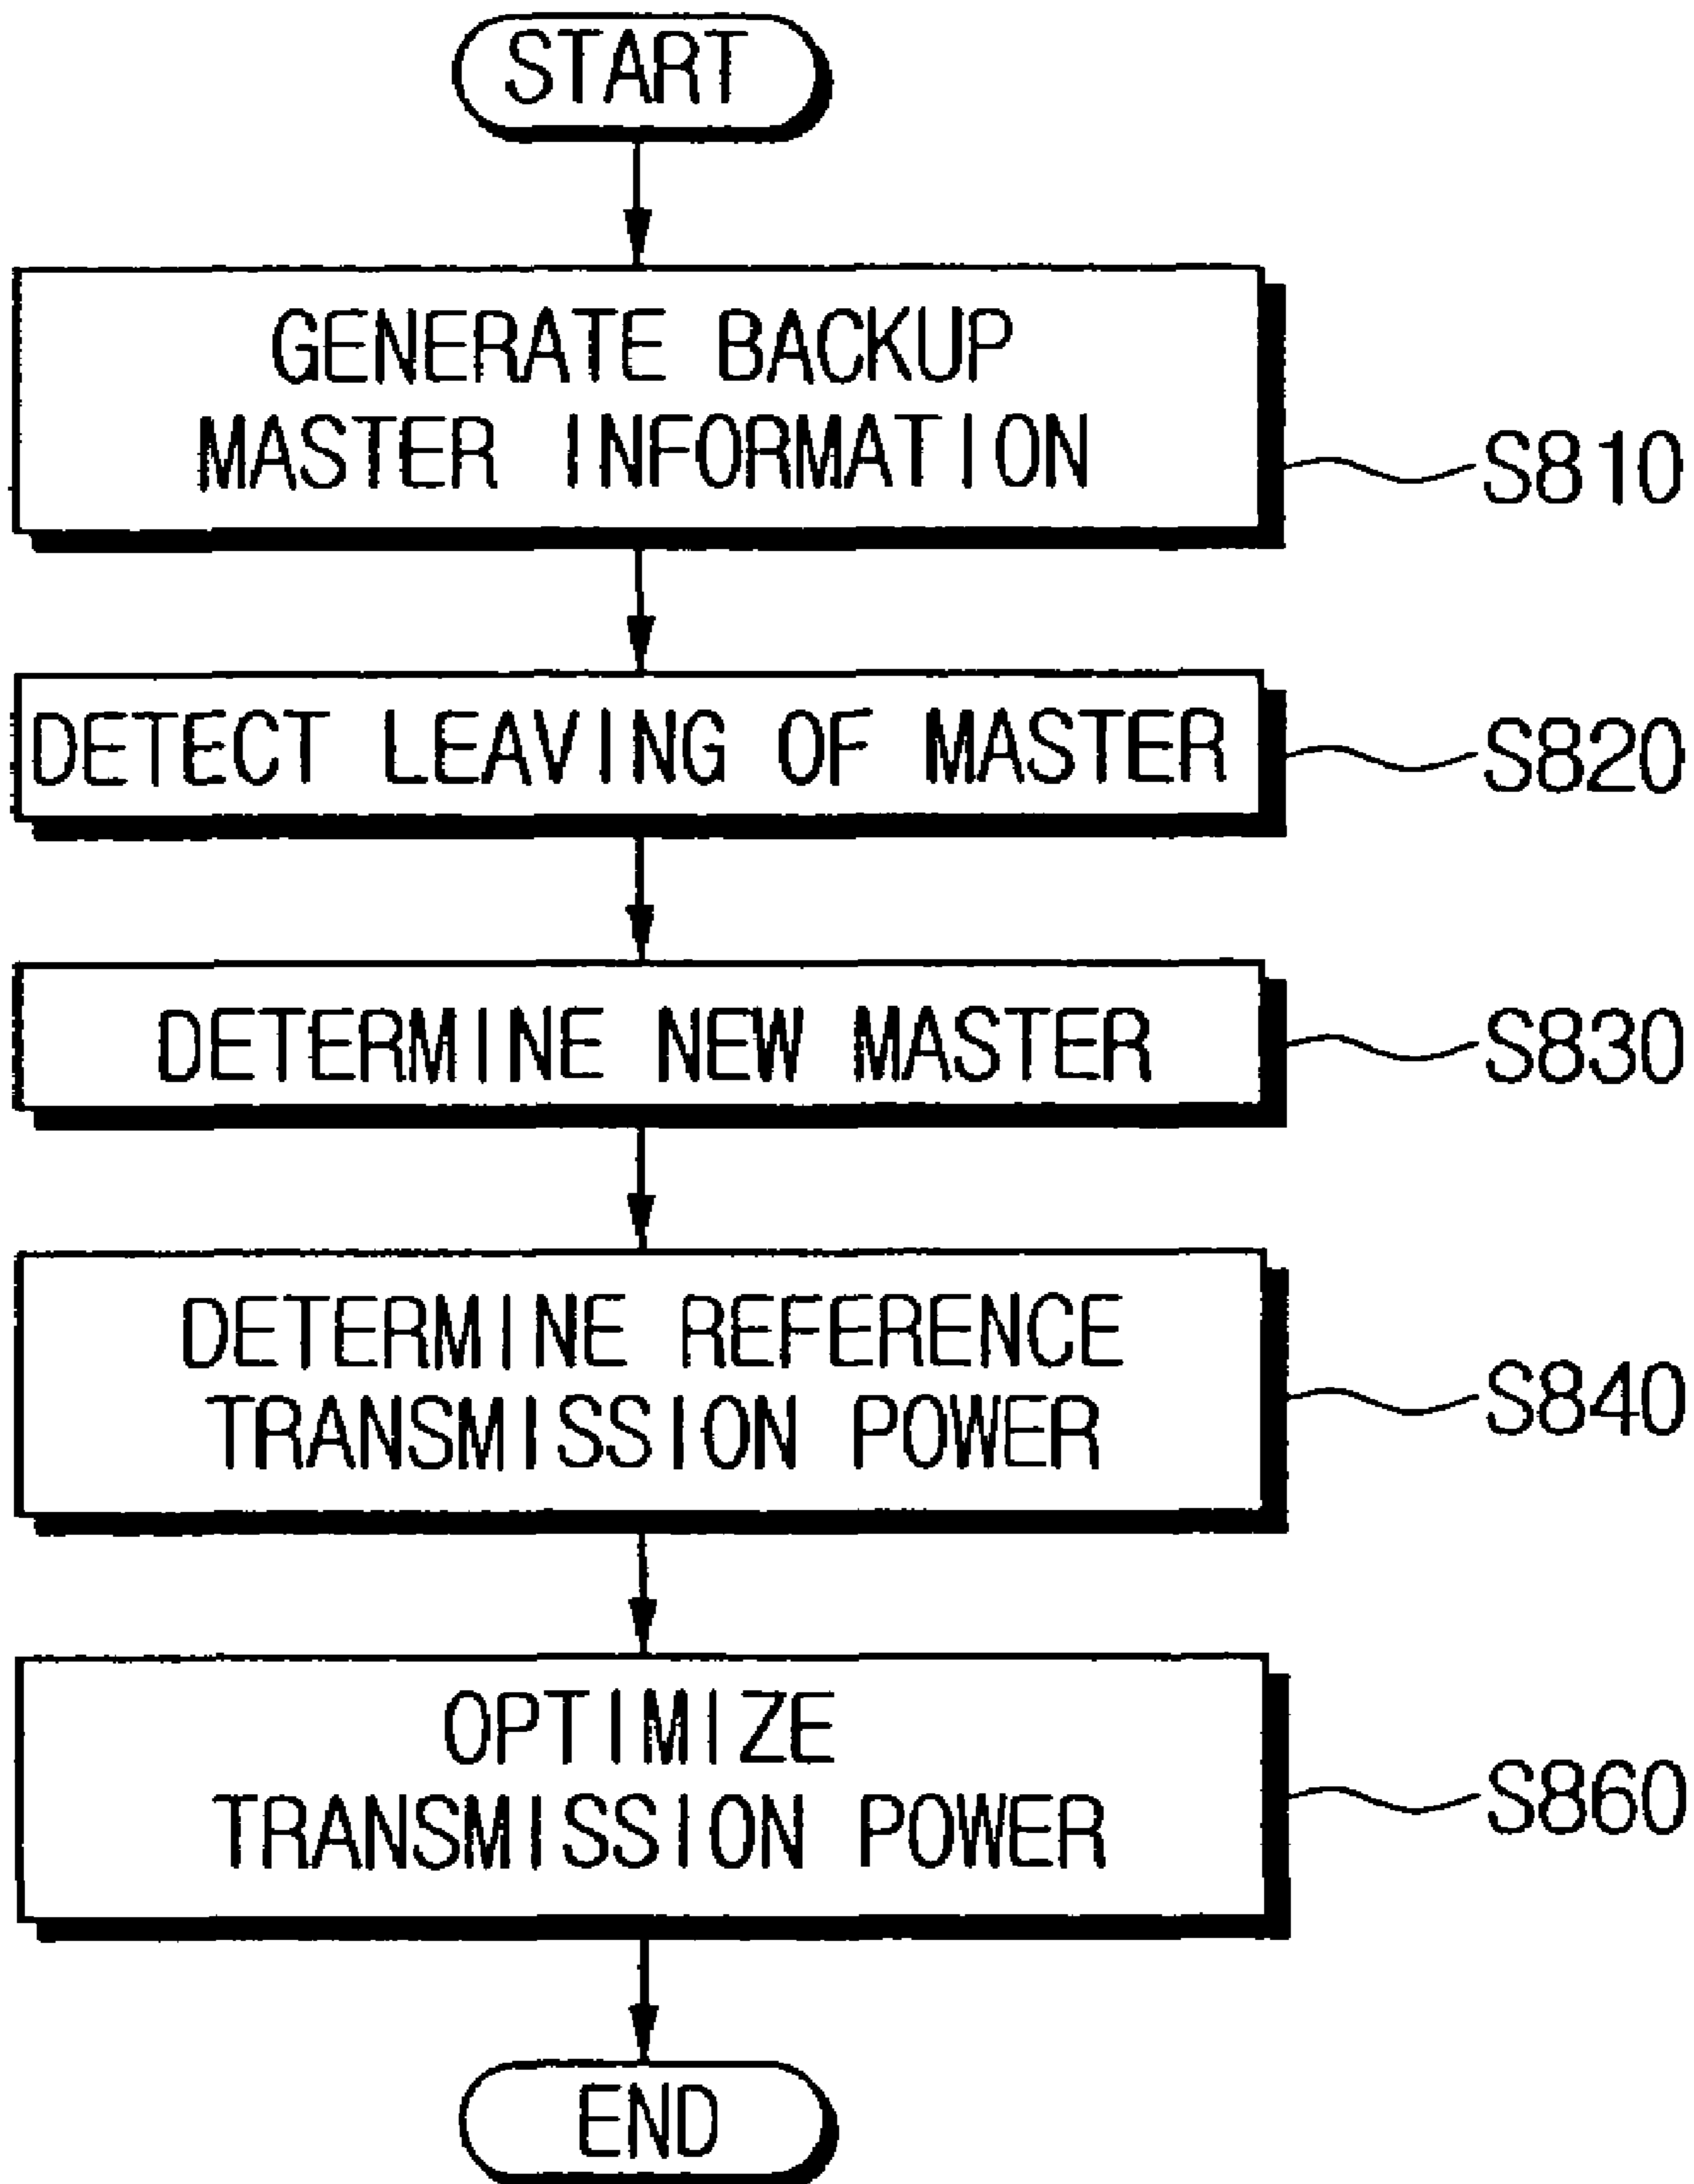 START
GENERATE BACKUP
MASTER INFORMATION
S810
DETECT LEAVING OF MASTER
S820
DETERMINE NEW MASTER
S830
DETERMINE REFERENCE
TRANSMISSION POWER
S840
OPTIMIZE
TRANSMISSION POWER
S860
END